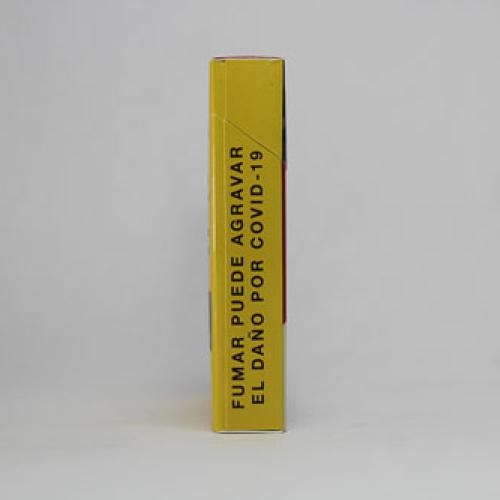 FUMAR PUEDE AGRAVAR
EL DAÑO POR COVID-19